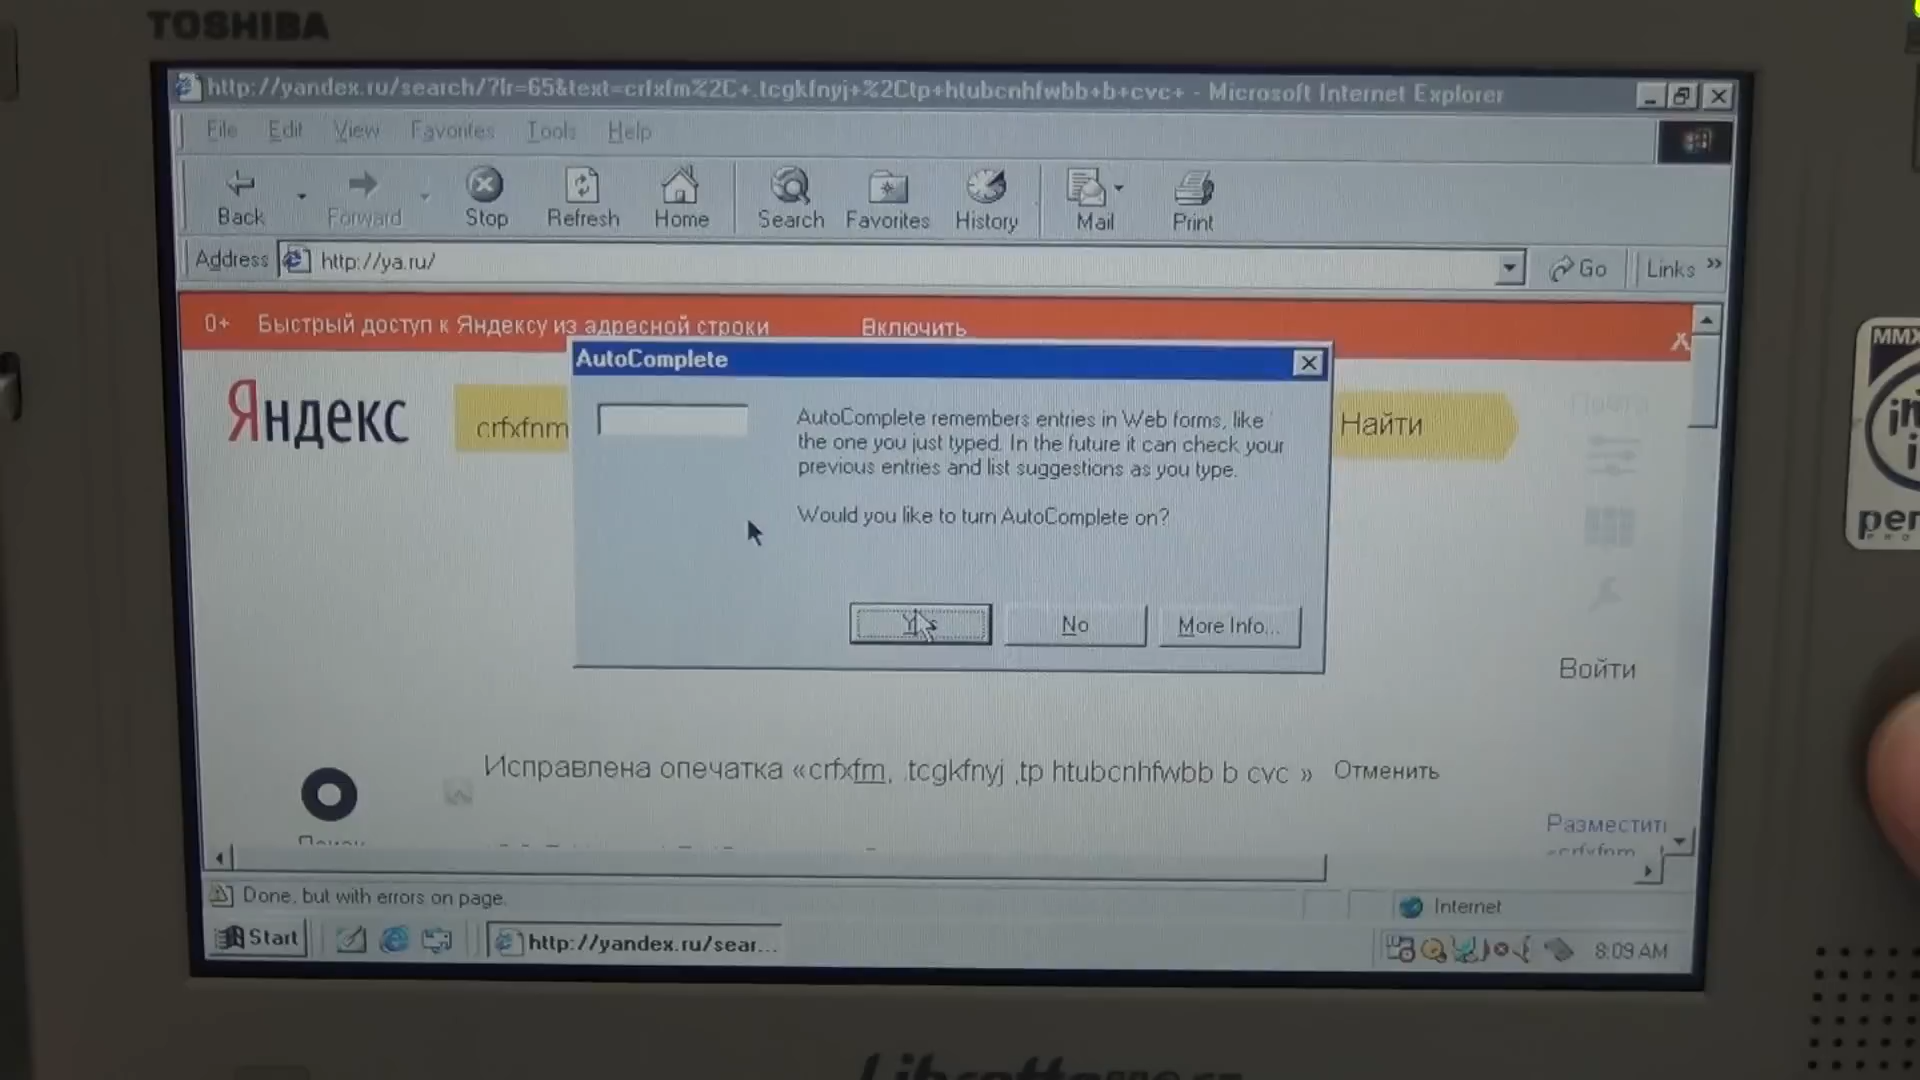 TOSHIBA
http://yandex.ru/search/?lr=65&text=crfxfm%2C+.tcgkfnyj+%2Ctp+htubcnhfwbb+b+cvc+ - Microsoft Internet Explorer
File Edit View Favorites Tools Help
Back Forward Stop Refresh Home Search Favorites History Mail Print
Address http://ya.ru/ Go Links »
0+ Быстрый доступ к Яндексу из адресной строки Включить X
AutoComplete
Яндекс crfxfnm Найти
AutoComplete remembers entries in Web forms, like
the one you just typed. In the future it can check your
previous entries and list suggestions as you type.
Would you like to turn AutoComplete on?
Yes No More Info...
Войти
Исправлена опечатка «crfxfm, .tcgkfnyj ,tp htubcnhfwbb b cvc » Отменить
Done, but with errors on page.
Internet
Start http://yandex.ru/sear... 8:09 AM
MMX